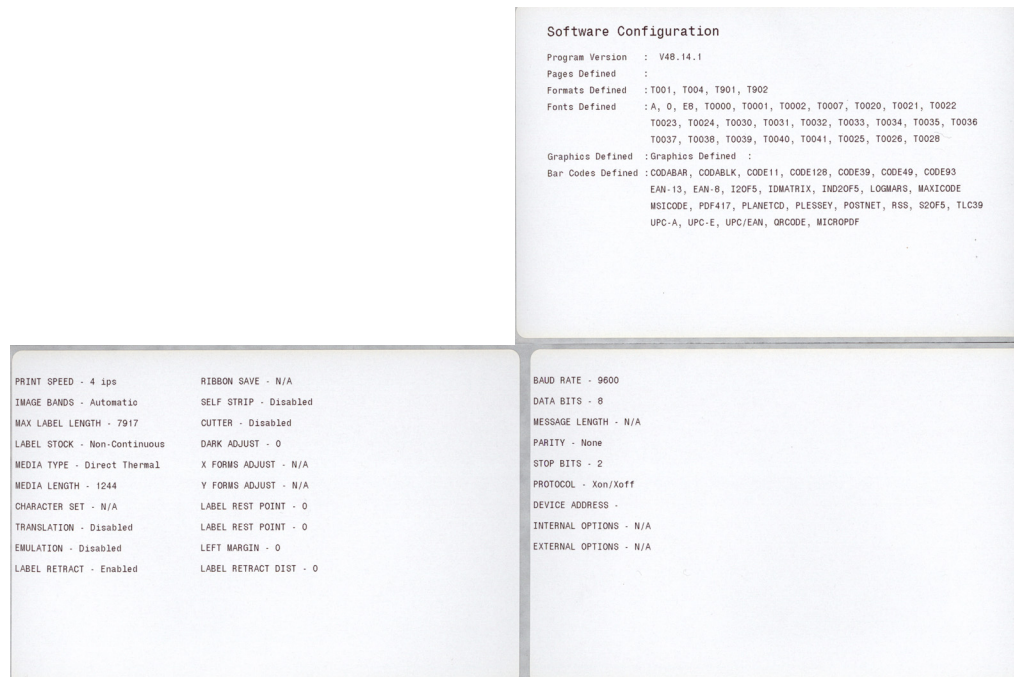 Software Configuration
Program Version : V48.14.1
Pages Defined :
Formats Defined :T001, T004, T901, T902
Fonts Defined :A, 0, E8, T0000, T0001, T0002, T0007, T0020, T0021, T0022
T0023, T0024, T0030, T0031, T0032, T0033, T0034, T0035, T0036
T0037, T0038, T0039, T0040, T0041, T0025, T0026, T0028
Graphics Defined :Graphics Defined :
Bar Codes Defined :CODABAR, CODABLK, CODE11, CODE128, CODE39, CODE49, CODE93
EAN-13, EAN-8, I2OF5, IDMATRIX, IND2OF5, LOGMARS, MAXICODE
MSICODE, PDF417, PLANETCD, PLESSEY, POSTNET, RSS, S2OF5, TLC39
UPC-A, UPC-E, UPC/EAN, QRCODE, MICROPDF
PRINT SPEED - 4 ips
IMAGE BANDS - Automatic
MAX LABEL LENGTH - 7917
LABEL STOCK - Non-Continuous
MEDIA TYPE - Direct Thermal
MEDIA LENGTH - 1244
CHARACTER SET - N/A
TRANSLATION - Disabled
EMULATION - Disabled
LABEL RETRACT - Enabled
RIBBON SAVE - N/A
SELF STRIP - Disabled
CUTTER - Disabled
DARK ADJUST - 0
X FORMS ADJUST - N/A
Y FORMS ADJUST - N/A
LABEL REST POINT - 0
LABEL REST POINT - 0
LEFT MARGIN - 0
LABEL RETRACT DIST - 0
BAUD RATE - 9600
DATA BITS - 8
MESSAGE LENGTH - N/A
PARITY - None
STOP BITS - 2
PROTOCOL - Xon/Xoff
DEVICE ADDRESS -
INTERNAL OPTIONS - N/A
EXTERNAL OPTIONS - N/A